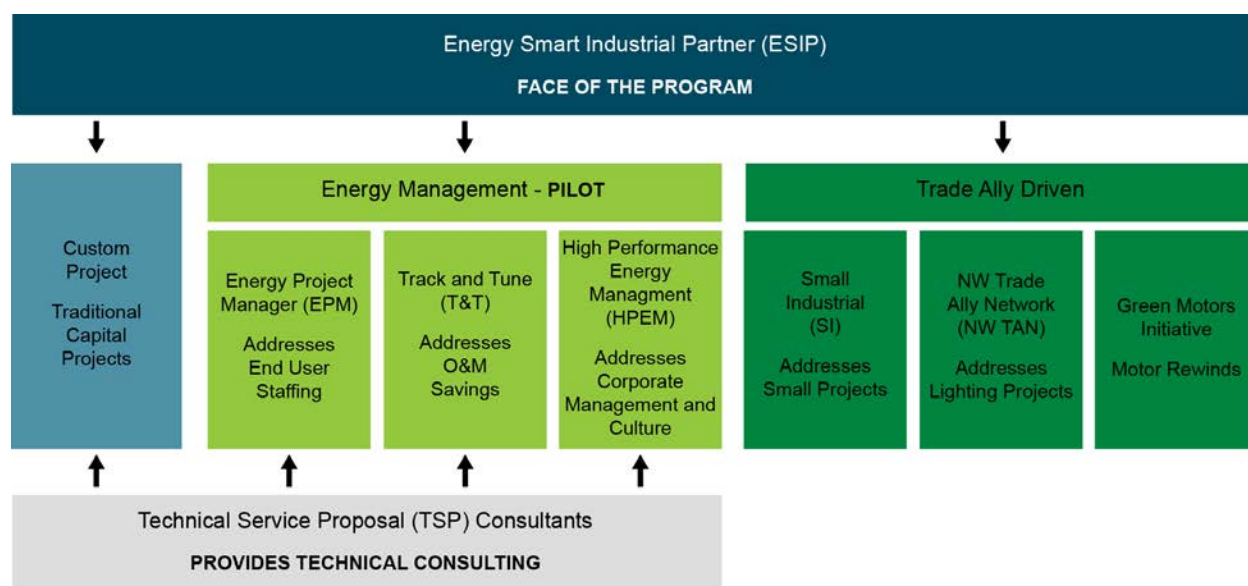 Energy Smart Industrial Partner (ESIP)
FACE OF THE PROGRAM
Custom
Project
Traditional
Capital
Projects
Energy Management - PILOT
Energy Project
Manager (EPM)
Addresses
End User
Staffing
Track and Tune
(T&T)
Addresses
O&M
Savings
High Performance
Energy
Managment
(HPEM)
Addresses
Corporate
Management and
Culture
Trade Ally Driven
Small
Industrial
(SI)
Addresses
Small Projects
NW Trade
Ally Network
(NW TAN)
Addresses
Lighting Projects
Green Motors
Initiative
Motor Rewinds
Technical Service Proposal (TSP) Consultants
PROVIDES TECHNICAL CONSULTING